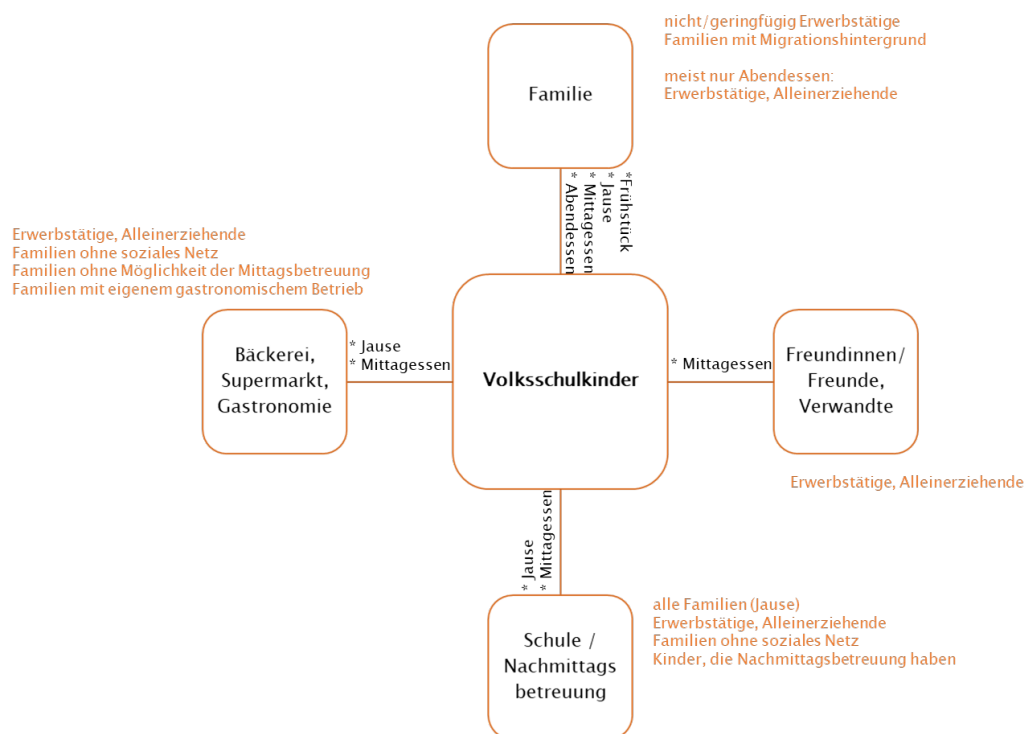 nicht/geringfügig Erwerbstätige
Familien mit Migrationshintergrund
meist nur Abendessen:
Erwerbstätige, Alleinerziehende
Familie
*Frühstück
* Jause
* Mittagessen
* Abendessen
Erwerbstätige, Alleinerziehende
Familien ohne soziales Netz
Familien ohne Möglichkeit der Mittagsbetreuung
Familien mit eigenem gastronomischem Betrieb
Bäckerei,
Supermarkt,
Gastronomie
* Jause
* Mittagessen
Volksschulkinder
* Mittagessen
Freundinnen/
Freunde,
Verwandte
Erwerbstätige, Alleinerziehende
* Jause
* Mittagessen
Schule /
Nachmittags
betreuung
alle Familien (Jause)
Erwerbstätige, Alleinerziehende
Familien ohne soziales Netz
Kinder, die Nachmittagsbetreuung haben